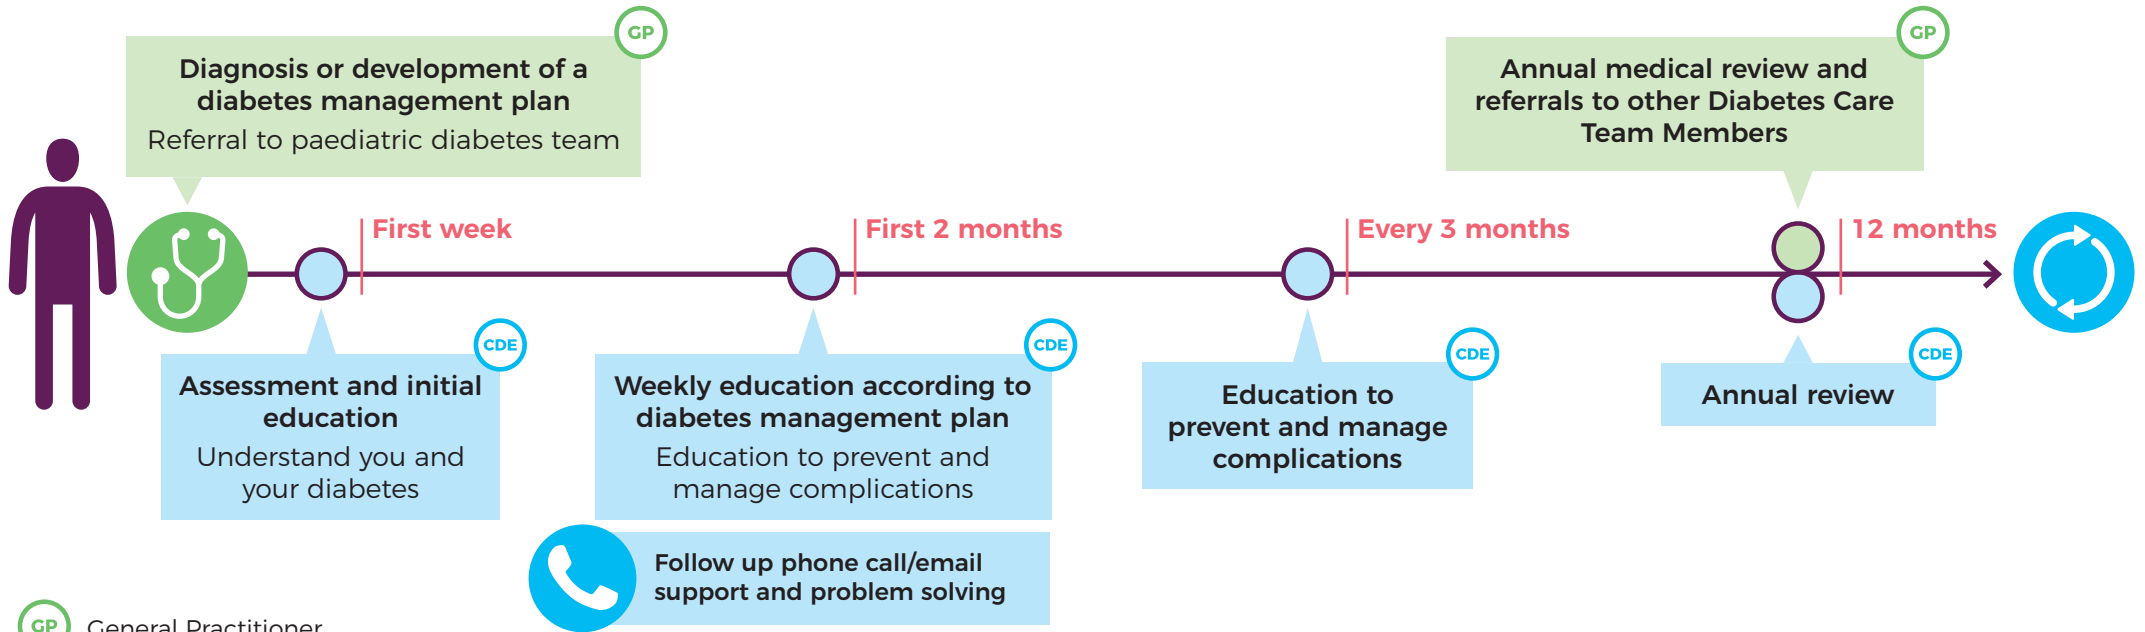 GP
Diagnosis or development of a
diabetes management plan
Referral to paediatric diabetes team
GP
Annual medical review and
referrals to other Diabetes Care
Team Members
First week
First 2 months
Every 3 months
12 months
CDE
Assessment and initial
education
Understand you and
your diabetes
CDE
Weekly education according to
diabetes management plan
Education to prevent and
manage complications
Follow up phone call/email
support and problem solving
CDE
Education to
prevent and manage
complications
CDE
Annual review
GP
General Practitioner